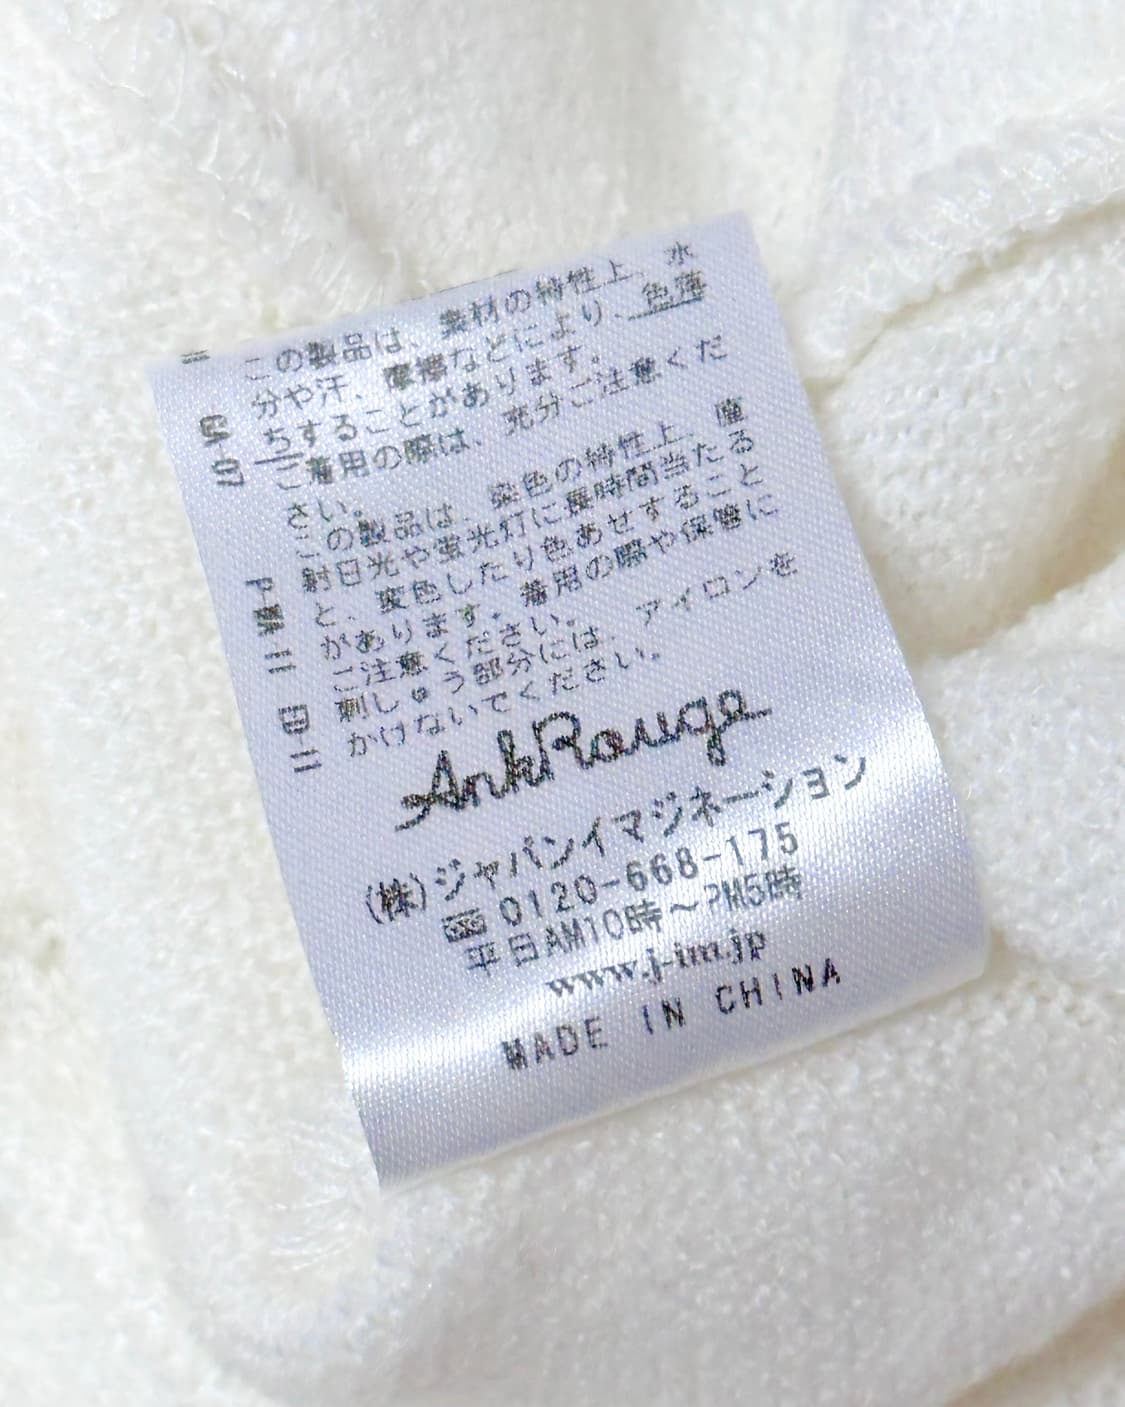 この製品は、素材の特性上、水
分や汗、摩擦などにより、色落
ちすることがあります。
ご着用の際は、充分ご注意くだ
さい。
この製品は、染色の特性上、直
射日光や蛍光灯に長時間当たる
と、変色したり色あせすること
があります。着用の際や保管に
ご注意ください。
刺しゅう部分には、アイロンを
かけないでください。
AnkRouge
(株)ジャパンイマジネーション
0120-668-175
平日AM10時～PM5時
www.j-im.jp
MADE IN CHINA